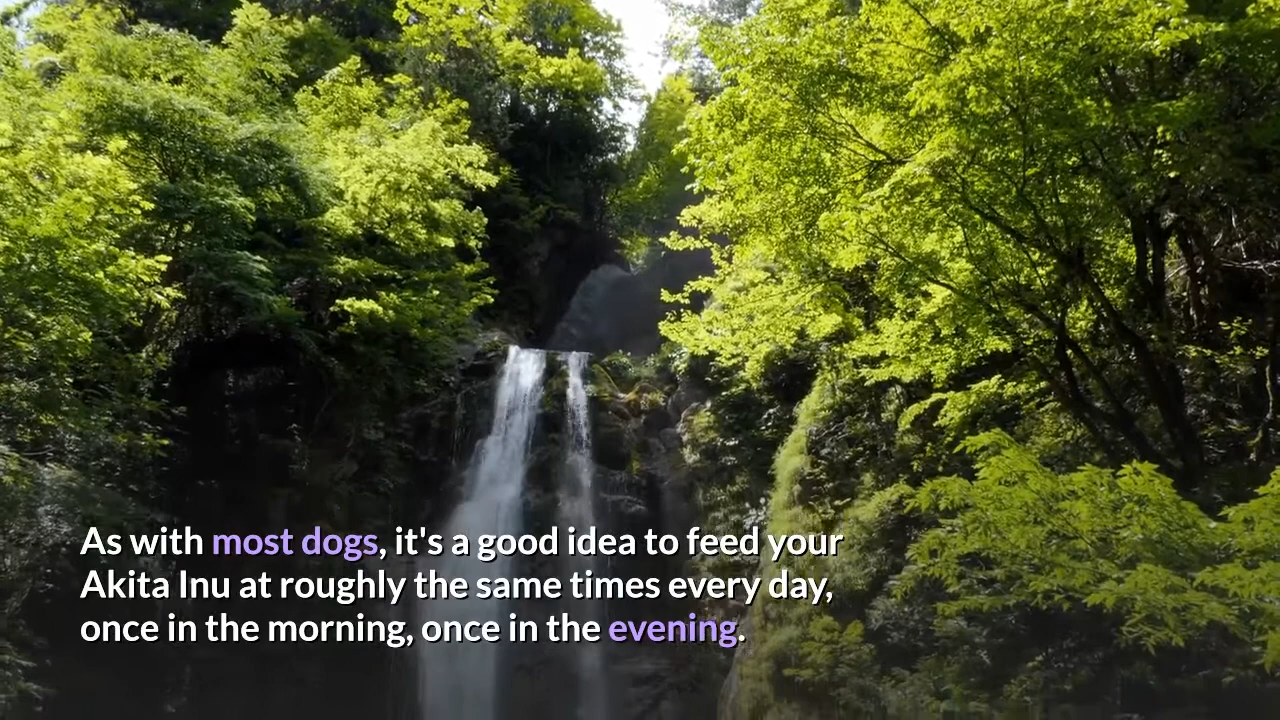 As with most dogs, it's a good idea to feed your
Akita Inu at roughly the same times every day,
once in the morning, once in the evening.